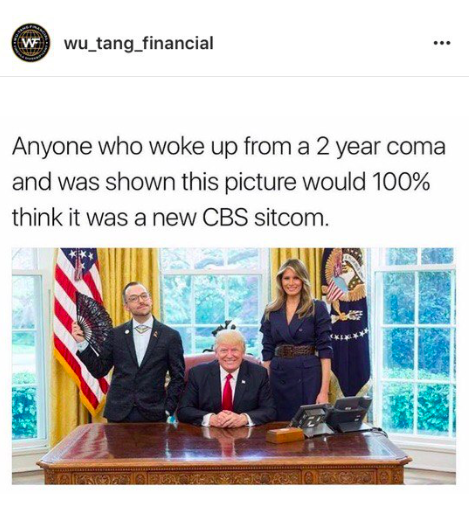 WF
wu_tang_financial
Anyone who woke up from a 2 year coma
and was shown this picture would 100%
think it was a new CBS sitcom.